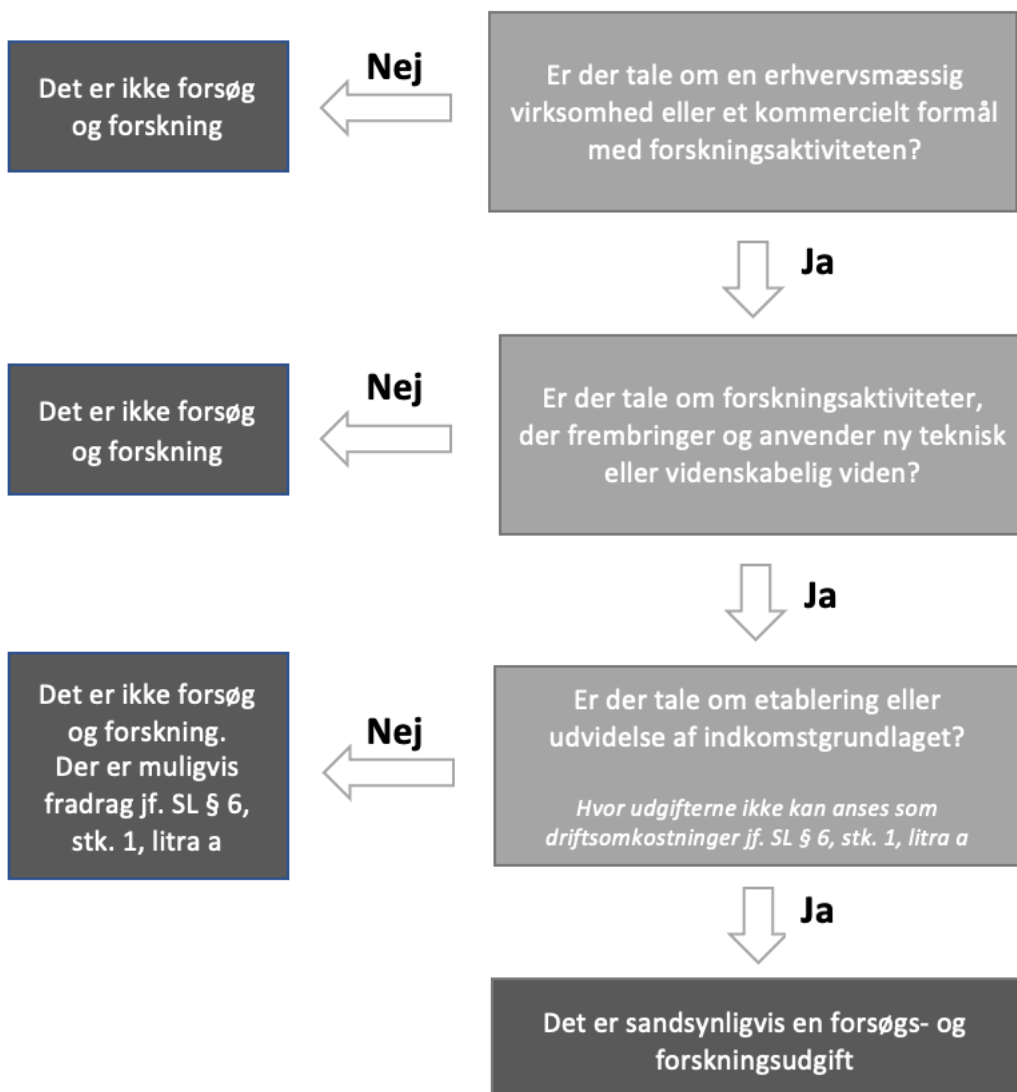 Er der tale om en erhvervsmæssig
virksomhed eller et kommercielt formål
med forskningsaktiviteten?
Nej
Det er ikke forsøg
og forskning
Ja
Er der tale om forskningsaktiviteter,
der frembringer og anvender ny teknisk
eller videnskabelig viden?
Nej
Det er ikke forsøg
og forskning
Ja
Er der tale om etablering eller
udvidelse af indkomstgrundlaget?
Hvor udgifterne ikke kan anses som
driftsomkostninger jf. SL § 6, stk. 1, litra a
Nej
Det er ikke forsøg
og forskning.
Der er muligvis
fradrag jf. SL § 6,
stk. 1, litra a
Ja
Det er sandsynligvis en forsøgs- og
forskningsudgift